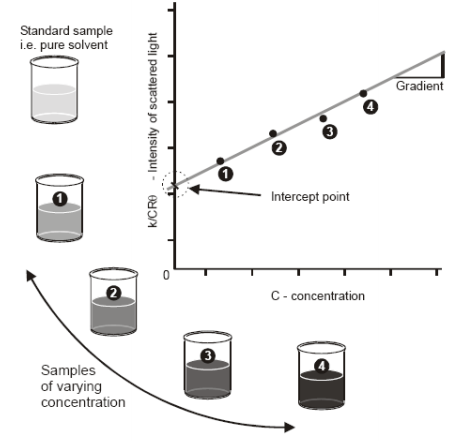 Standard sample
i.e. pure solvent
k/CRθ - Intensity of scattered light
Gradient
4
3
2
1
Intercept point
0
C - concentration
1
2
3
4
Samples
of varying
concentration